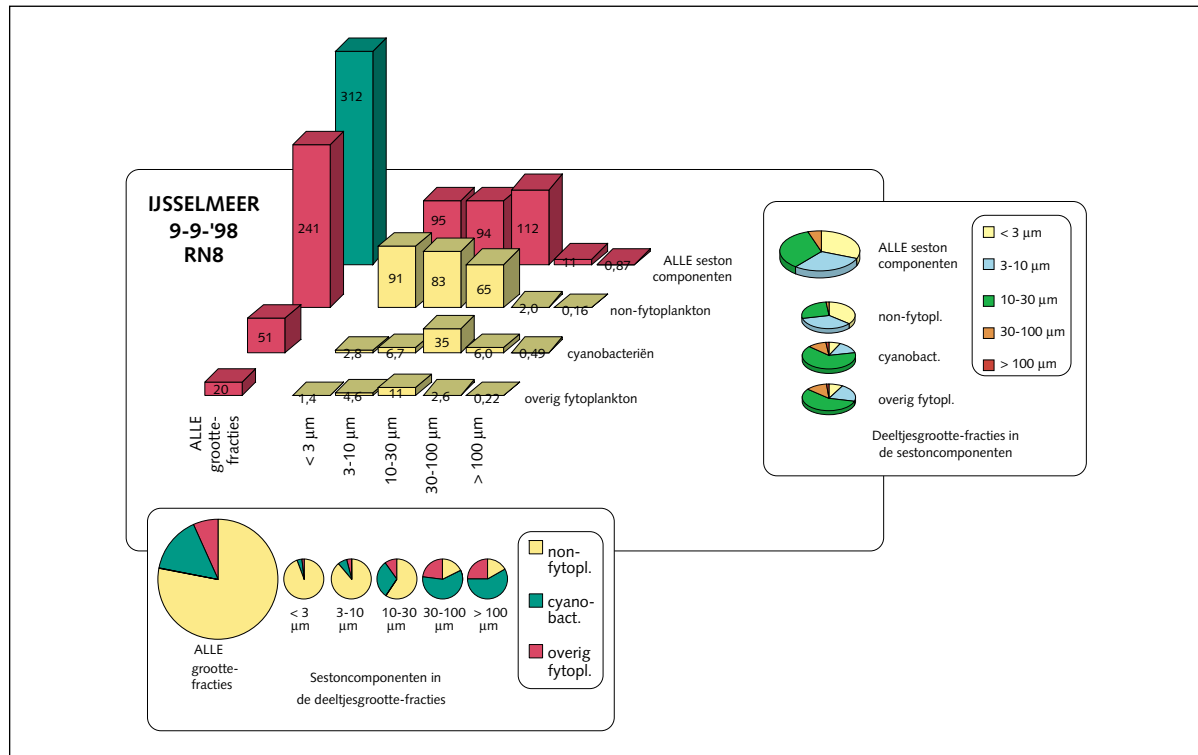 IJSSELMEER
9-9-'98
RN8
312
241
95
94
112
11
0,87
ALLE seston
componenten
91
83
65
2,0
0,16
non-fytoplankton
51
2,8
6,7
35
6,0
0,49
cyanobacteriën
20
1,4
4,6
11
2,6
0,22
overig fytoplankton
ALLE
grootte-
fracties
< 3 µm
3-10 µm
10-30 µm
30-100 µm
> 100 µm
ALLE seston
componenten
non-fytopl.
cyanobact.
overig fytopl.
< 3 µm
3-10 µm
10-30 µm
30-100 µm
> 100 µm
Deeltjesgrootte-fracties in
de sestoncomponenten
ALLE
grootte-
fracties
< 3
µm
3-10
µm
10-30
µm
30-100
µm
> 100
µm
Sestoncomponenten in
de deeltjesgrootte-fracties
non-
fytopl.
cyano-
bact.
overig
fytopl.